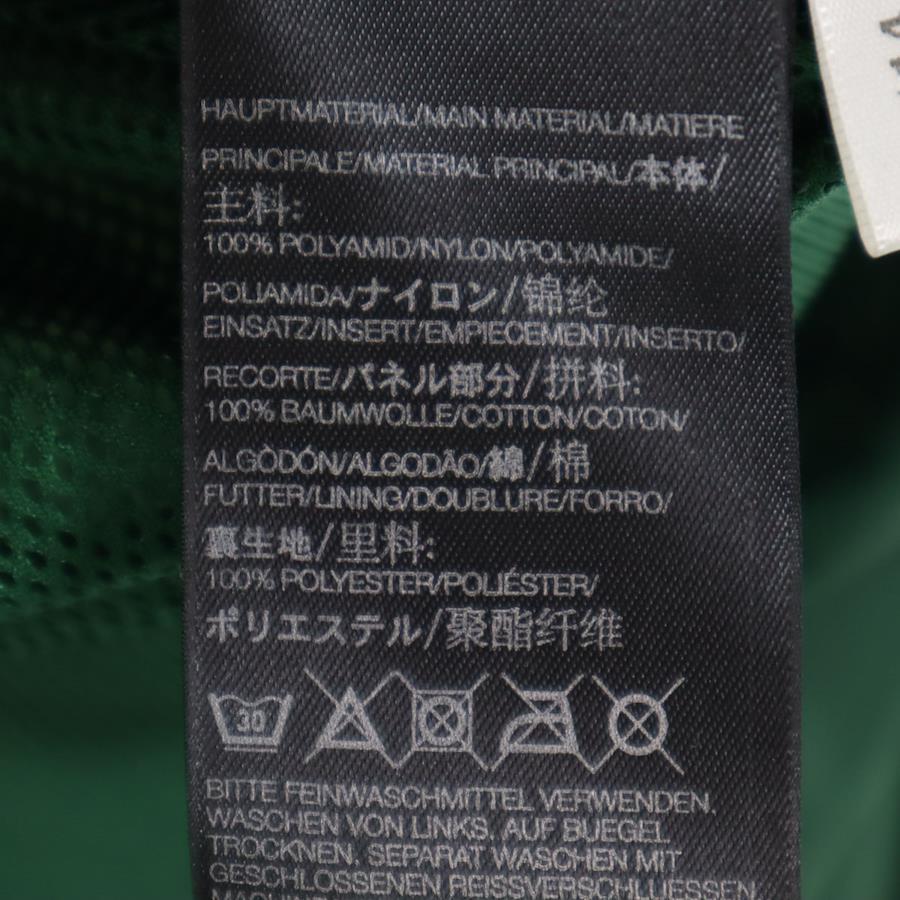 HAUPTMATERIAL/MAIN MATERIAL/MATIERE
PRINCIPALE/MATERIAL PRINCIPAL/本体/
主料:
100% POLYAMID/NYLON/POLYAMIDE/
POLIAMIDA/ナイロン/锦纶
EINSATZ/INSERT/EMPIECEMENT/INSERTO/
RECORTE/パネル部分/拼料:
100% BAUMWOLLE/COTTON/COTON/
ALGÒDÓN/ALGODÃO/綿/棉
FUTTER/LINING/DOUBLURE/FORRO/
裏生地/里料:
100% POLYESTER/POLIÉSTER/
ポリエステル/聚酯纤维
30
BITTE FEINWASCHMITTEL VERWENDEN.
WASCHEN VON LINKS. AUF BUEGEL
TROCKNEN. SEPARAT WASCHEN MIT
GESCHLOSSENEN REISSVERSCHLUESSEN